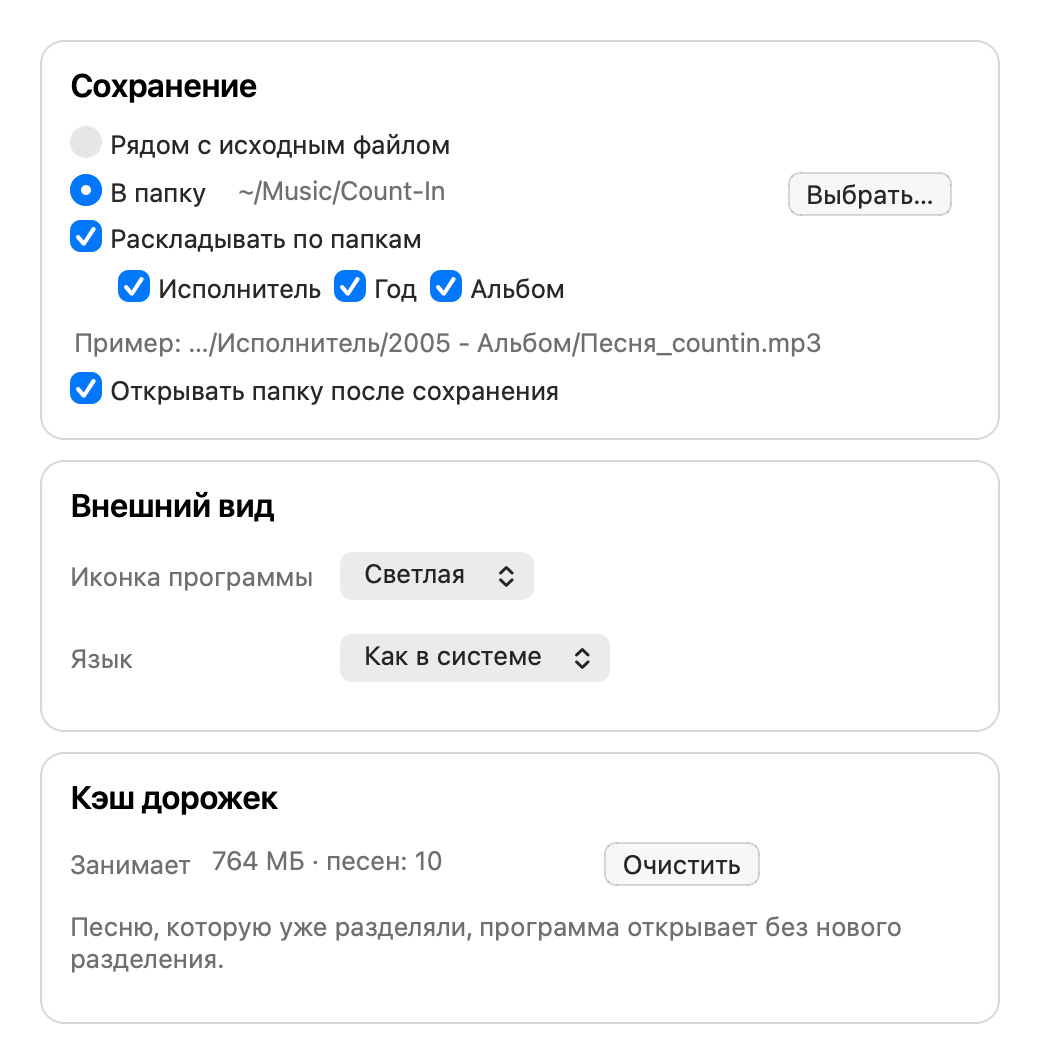 Сохранение
Рядом с исходным файлом
В папку ~/Music/Count-In Выбрать...
Раскладывать по папкам
Исполнитель Год Альбом
Пример: .../Исполнитель/2005 - Альбом/Песня_countin.mp3
Открывать папку после сохранения
Внешний вид
Иконка программы Светлая
Язык Как в системе
Кэш дорожек
Занимает 764 МБ · песен: 10 Очистить
Песню, которую уже разделяли, программа открывает без нового
разделения.